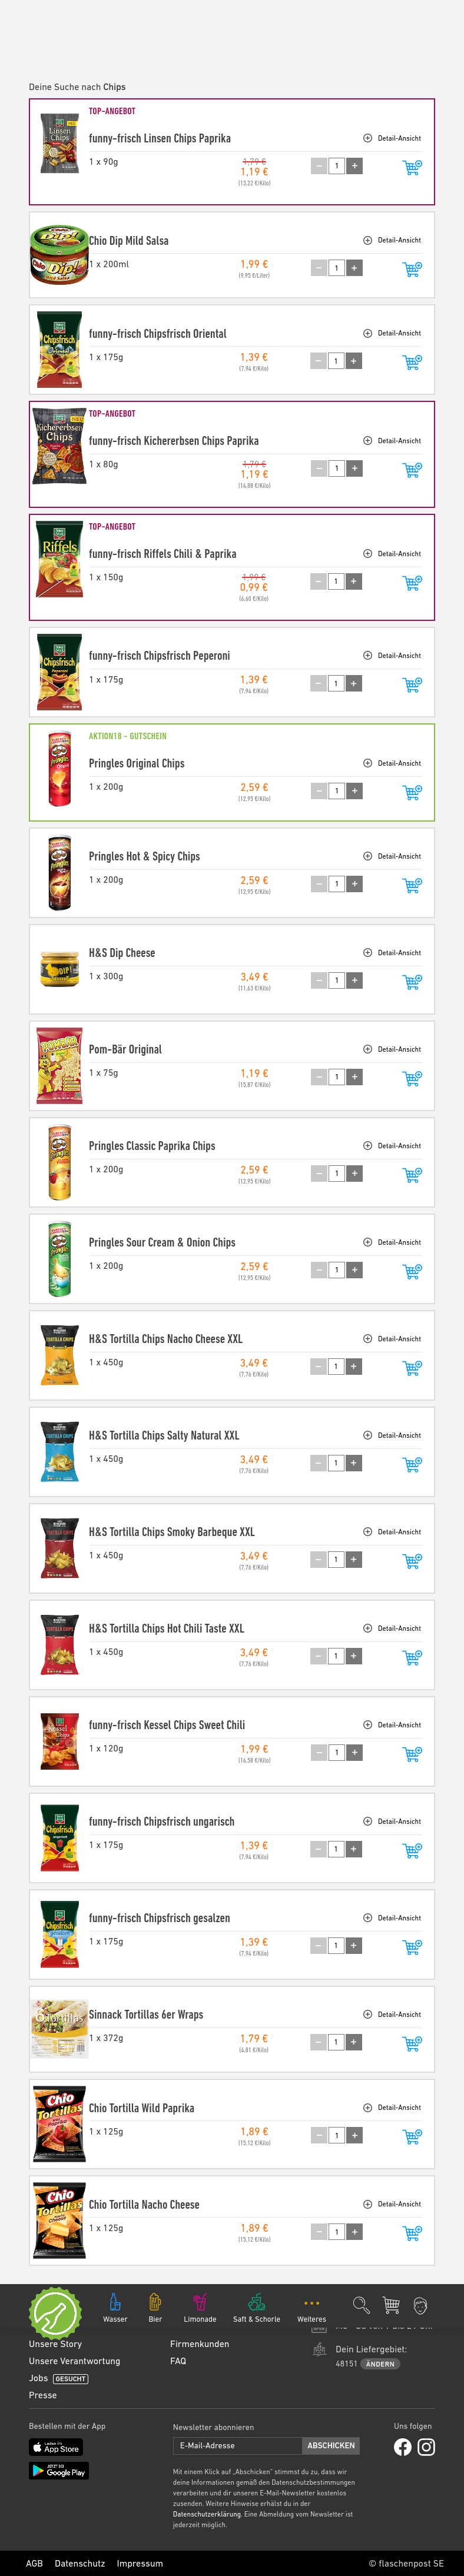 Deine Suche nach Chips
TOP-ANGEBOT
funny-frisch Linsen Chips Paprika
Detail-Ansicht
1 x 90g
1,79 €
1,19 €
(13,22 €/Kilo)
1
Chio Dip Mild Salsa
Detail-Ansicht
1 x 200ml
1,99 €
(9,95 €/Liter)
1
funny-frisch Chipsfrisch Oriental
Detail-Ansicht
1 x 175g
1,39 €
(7,94 €/Kilo)
1
TOP-ANGEBOT
funny-frisch Kichererbsen Chips Paprika
Detail-Ansicht
1 x 80g
1,79 €
1,19 €
(14,88 €/Kilo)
1
TOP-ANGEBOT
funny-frisch Riffels Chili & Paprika
Detail-Ansicht
1 x 150g
1,99 €
0,99 €
(6,60 €/Kilo)
1
funny-frisch Chipsfrisch Peperoni
Detail-Ansicht
1 x 175g
1,39 €
(7,94 €/Kilo)
1
AKTION18 - GUTSCHEIN
Pringles Original Chips
Detail-Ansicht
1 x 200g
2,59 €
(12,95 €/Kilo)
1
Pringles Hot & Spicy Chips
Detail-Ansicht
1 x 200g
2,59 €
(12,95 €/Kilo)
1
H&S Dip Cheese
Detail-Ansicht
1 x 300g
3,49 €
(11,63 €/Kilo)
1
Pom-Bär Original
Detail-Ansicht
1 x 75g
1,19 €
(15,87 €/Kilo)
1
Pringles Classic Paprika Chips
Detail-Ansicht
1 x 200g
2,59 €
(12,95 €/Kilo)
1
Pringles Sour Cream & Onion Chips
Detail-Ansicht
1 x 200g
2,59 €
(12,95 €/Kilo)
1
H&S Tortilla Chips Nacho Cheese XXL
Detail-Ansicht
1 x 450g
3,49 €
(7,76 €/Kilo)
1
H&S Tortilla Chips Salty Natural XXL
Detail-Ansicht
1 x 450g
3,49 €
(7,76 €/Kilo)
1
H&S Tortilla Chips Smoky Barbeque XXL
Detail-Ansicht
1 x 450g
3,49 €
(7,76 €/Kilo)
1
H&S Tortilla Chips Hot Chili Taste XXL
Detail-Ansicht
1 x 450g
3,49 €
(7,76 €/Kilo)
1
funny-frisch Kessel Chips Sweet Chili
Detail-Ansicht
1 x 120g
1,99 €
(16,58 €/Kilo)
1
funny-frisch Chipsfrisch ungarisch
Detail-Ansicht
1 x 175g
1,39 €
(7,94 €/Kilo)
1
funny-frisch Chipsfrisch gesalzen
Detail-Ansicht
1 x 175g
1,39 €
(7,94 €/Kilo)
1
Sinnack Tortillas 6er Wraps
Detail-Ansicht
1 x 372g
1,79 €
(4,81 €/Kilo)
1
Chio Tortilla Wild Paprika
Detail-Ansicht
1 x 125g
1,89 €
(15,12 €/Kilo)
1
Chio Tortilla Nacho Cheese
Detail-Ansicht
1 x 125g
1,89 €
(15,12 €/Kilo)
1
Wasser
Bier
Limonade
Saft & Schorle
Weiteres
Unsere Story
Firmenkunden
Unsere Verantwortung
FAQ
Jobs GESUCHT
Presse
Dein Liefergebiet:
48151 ÄNDERN
Bestellen mit der App
Laden im
App Store
JETZT BEI
Google Play
Newsletter abonnieren
E-Mail-Adresse
ABSCHICKEN
Mit einem Klick auf „Abschicken" stimmst du zu, dass wir
deine Informationen gemäß den Datenschutzbestimmungen
verarbeiten und dir unseren E-Mail-Newsletter kostenlos
zusenden. Weitere Hinweise erhälst du in der
Datenschutzerklärung. Eine Abmeldung vom Newsletter ist
jederzeit möglich.
Uns folgen
AGB
Datenschutz
Impressum
© flaschenpost SE